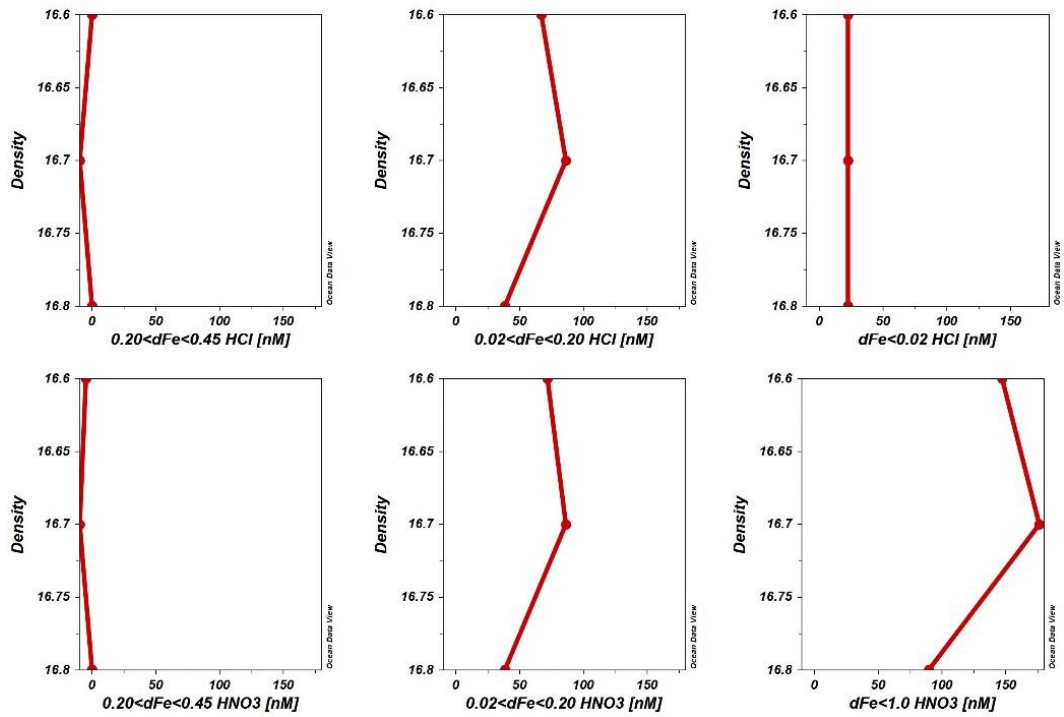 16.6
16.65
16.7
16.75
16.8
Density
0 50 100 150
0.20<dFe<0.45 HCl [nM]
Ocean Data View
16.6
16.65
16.7
16.75
16.8
Density
0 50 100 150
0.02<dFe<0.20 HCl [nM]
Ocean Data View
16.6
16.65
16.7
16.75
16.8
Density
0 50 100 150
dFe<0.02 HCl [nM]
Ocean Data View
16.6
16.65
16.7
16.75
16.8
Density
0 50 100 150
0.20<dFe<0.45 HNO3 [nM]
Ocean Data View
16.6
16.65
16.7
16.75
16.8
Density
0 50 100 150
0.02<dFe<0.20 HNO3 [nM]
Ocean Data View
16.6
16.65
16.7
16.75
16.8
Density
0 50 100 150
dFe<1.0 HNO3 [nM]
Ocean Data View